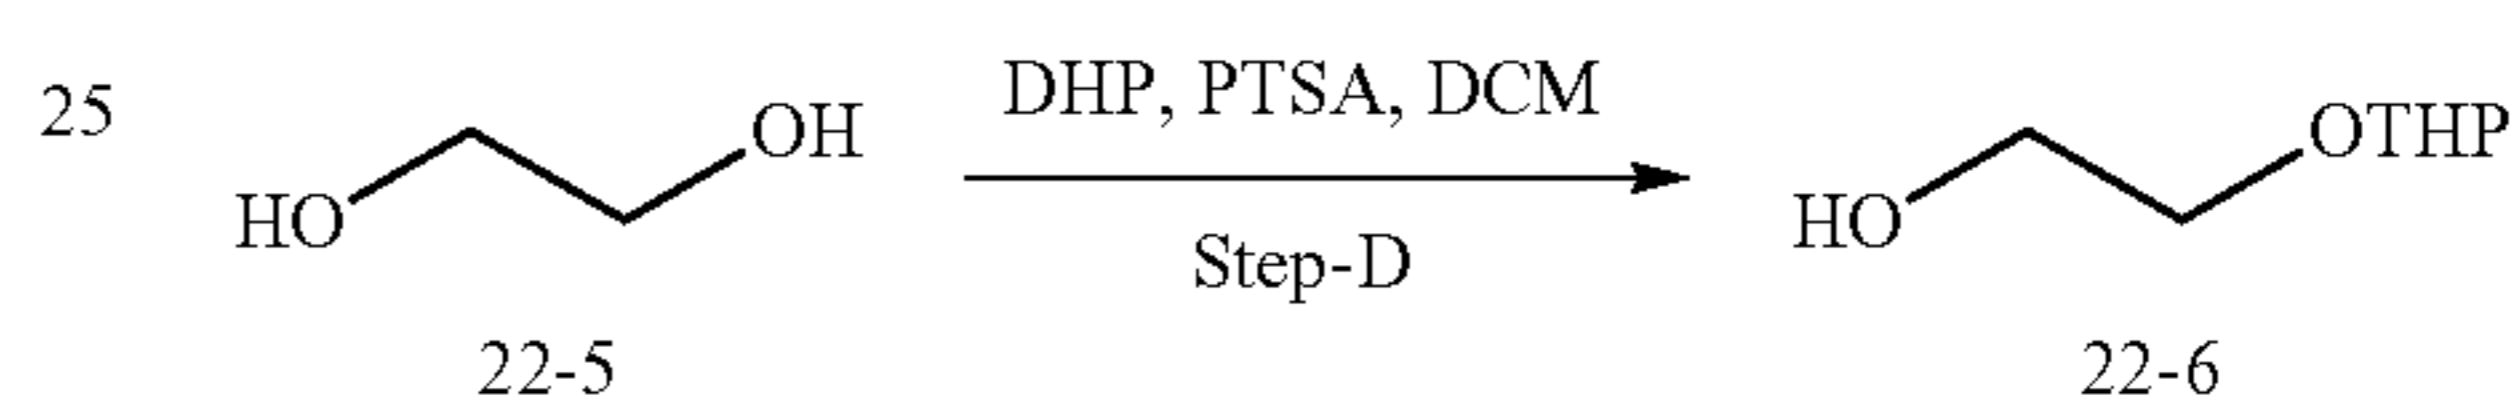 25
DHP, PTSA, DCM
HO
OH
Step-D
HO
OTHP
22-5
22-6